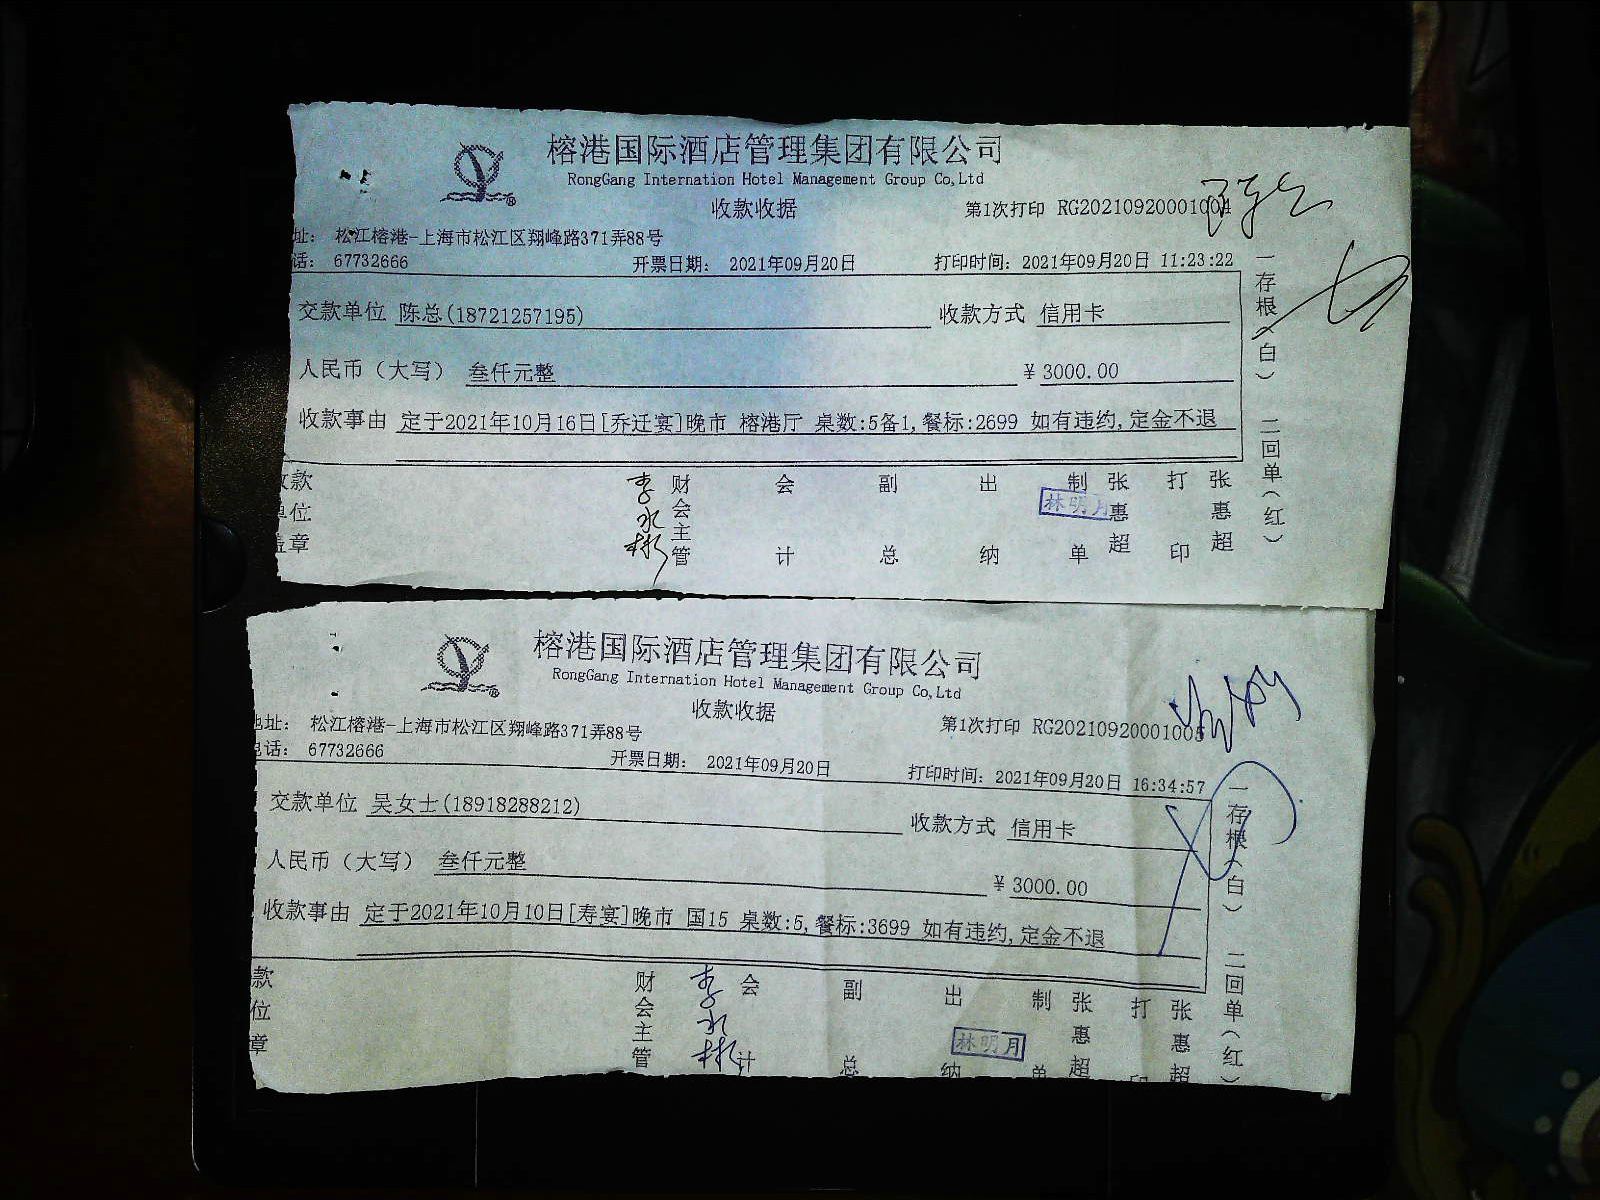 榕港国际酒店管理集团有限公司
RongGang Internation Hotel Management Group Co,Ltd
收款收据
第1次打印 RG20210920001004
址： 松江榕港-上海市松江区翔峰路371弄88号
话： 67732666
开票日期： 2021年09月20日
打印时间：2021年09月20日 11:23:22
交款单位 陈总(18721257195)
收款方式 信用卡
人民币（大写） 叁仟元整
¥ 3000.00
收款事由 定于2021年10月16日[乔迁宴]晚市 榕港厅 桌数:5备1,餐标:2699 如有违约,定金不退
一存根（白） 二回单（红）
收款单位盖章
李永彬
财会主管
会计
副总
出纳
林明月
制单
张惠超
打印
张惠超
榕港国际酒店管理集团有限公司
RongGang Internation Hotel Management Group Co,Ltd
收款收据
第1次打印 RG20210920001005
地址： 松江榕港-上海市松江区翔峰路371弄88号
电话： 67732666
开票日期： 2021年09月20日
打印时间：2021年09月20日 16:34:57
交款单位 吴女士(18918288212)
收款方式 信用卡
人民币（大写） 叁仟元整
¥ 3000.00
收款事由 定于2021年10月10日[寿宴]晚市 国15 桌数:5,餐标:3699 如有违约,定金不退
一存根（白） 二回单（红）
款位章
财会主管
李永彬
会计
副总
出纳
林明月
制单
张惠超
打印
张惠超